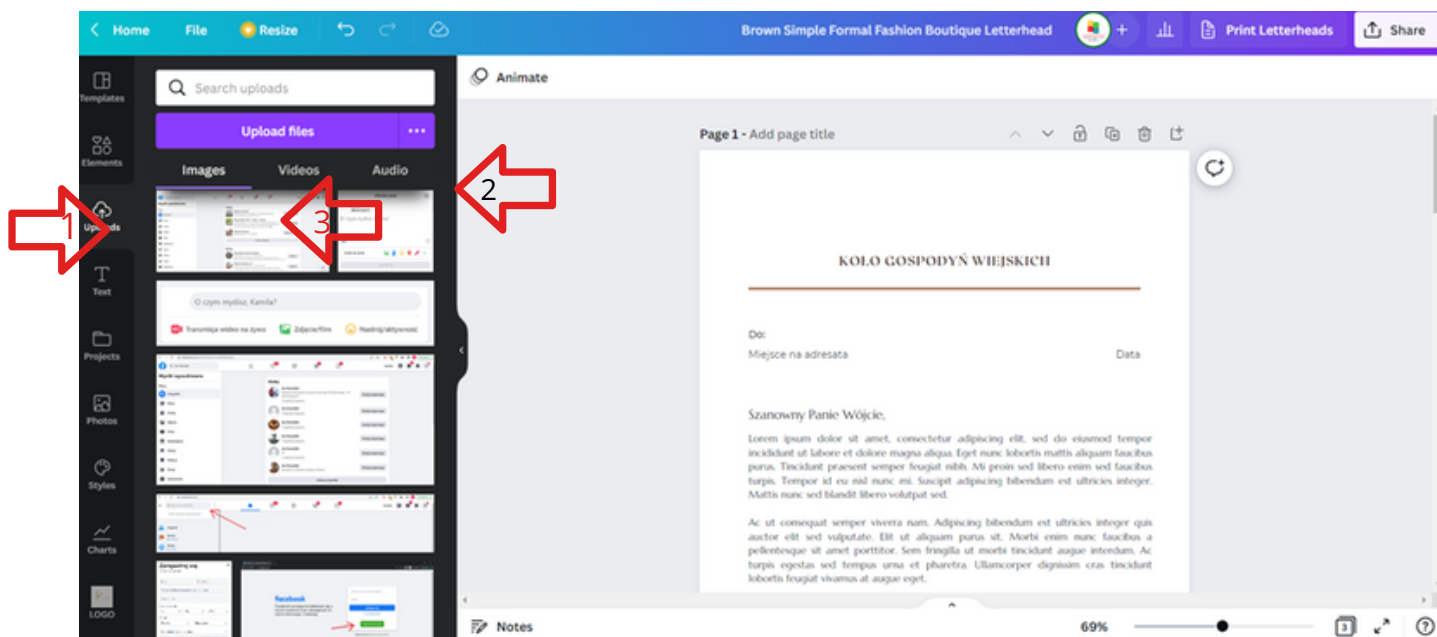 Home File Resize Brown Simple Formal Fashion Boutique Letterhead + Print Letterheads Share
Templates
Elements
Uploads
Text
Projects
Photos
Styles
Charts
LOGO
Search uploads
Upload files
Images Videos Audio
1
2
3
O czym myślisz, Kamila?
Transmisja wideo na żywo Zdjęcie/film Nastrój/aktywność
Zarejestruj się
facebook
Animate
Page 1 - Add page title
KOŁO GOSPODYŃ WIEJSKICH
Do:
Miejsce na adresata Data
Szanowny Panie Wójcie,
Lorem ipsum dolor sit amet, consectetur adipiscing elit, sed do eiusmod tempor
incididunt ut labore et dolore magna aliqua. Eget nunc lobortis mattis aliquam faucibus
purus. Tincidunt praesent semper feugiat nibh. Mi proin sed libero enim sed faucibus
turpis. Tempor id eu nisl nunc mi. Suscipit adipiscing bibendum est ultricies integer.
Mattis nunc sed blandit libero volutpat sed.
Ac ut consequat semper viverra nam. Adipiscing bibendum est ultricies integer quis
auctor elit sed vulputate. Elit ut aliquam purus sit. Morbi enim nunc faucibus a
pellentesque sit amet porttitor. Sem fringilla ut morbi tincidunt augue interdum. Ac
turpis egestas sed tempus urna et pharetra. Ullamcorper dignissim cras tincidunt
lobortis feugiat vivamus at augue eget.
Notes 69% 3